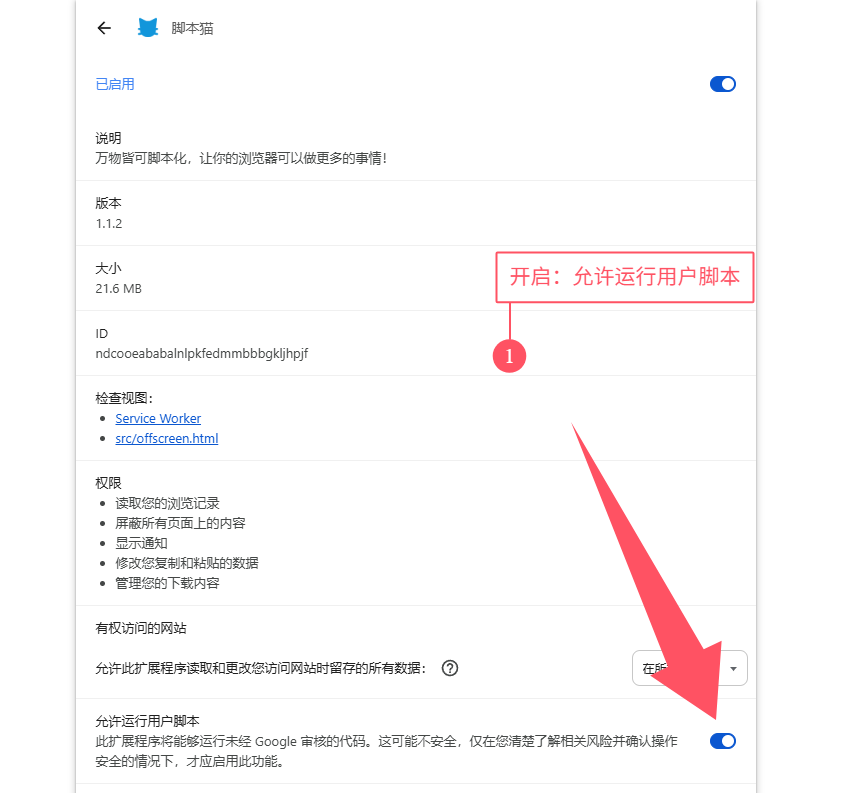 脚本猫
已启用
说明
万物皆可脚本化，让你的浏览器可以做更多的事情！
版本
1.1.2
大小
21.6 MB
开启：允许运行用户脚本
ID
ndcooeababalnlpkfedmmbbbgkljhpjf
1
检查视图：
Service Worker
src/offscreen.html
权限
读取您的浏览记录
屏蔽所有页面上的内容
显示通知
修改您复制和粘贴的数据
管理您的下载内容
有权访问的网站
允许此扩展程序读取和更改您访问网站时留存的所有数据：
在所
允许运行用户脚本
此扩展程序将能够运行未经 Google 审核的代码。这可能不安全，仅在您清楚了解相关风险并确认操作
安全的情况下，才应启用此功能。